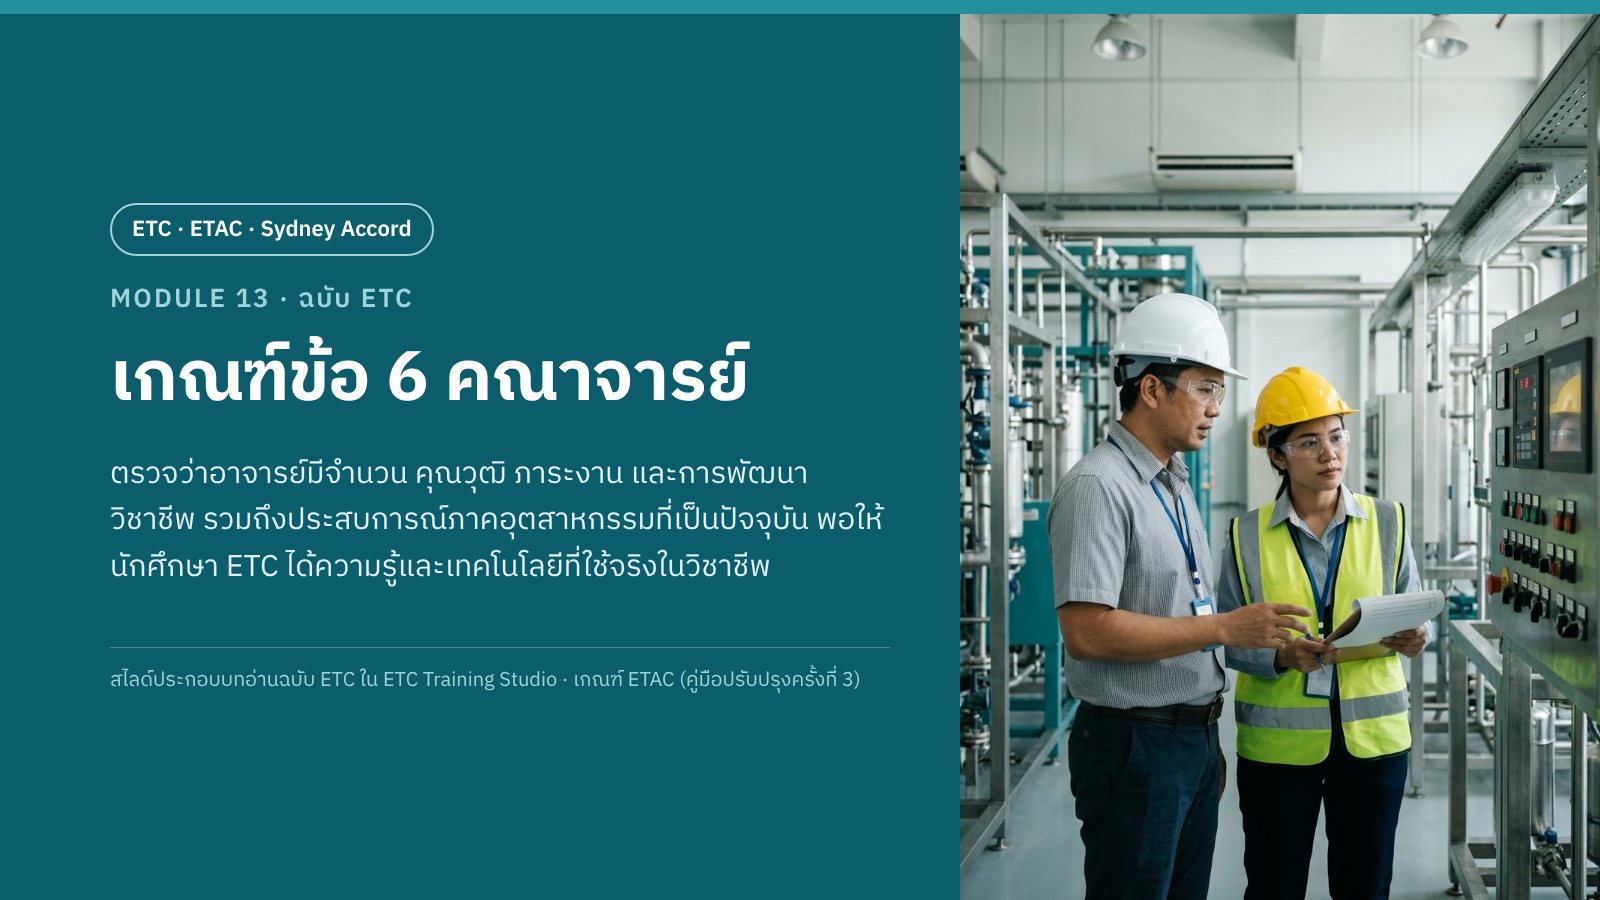 ETC · ETAC · Sydney Accord
MODULE 13 · ฉบับ ETC
เกณฑ์ข้อ 6 คณาจารย์
ตรวจว่าอาจารย์มีจำนวน คุณวุฒิ ภาระงาน และการพัฒนา
วิชาชีพ รวมถึงประสบการณ์ภาคอุตสาหกรรมที่เป็นปัจจุบัน พอให้
นักศึกษา ETC ได้ความรู้และเทคโนโลยีที่ใช้จริงในวิชาชีพ
สไลด์ประกอบบทอ่านฉบับ ETC ใน ETC Training Studio · เกณฑ์ ETAC (คู่มือปรับปรุงครั้งที่ 3)